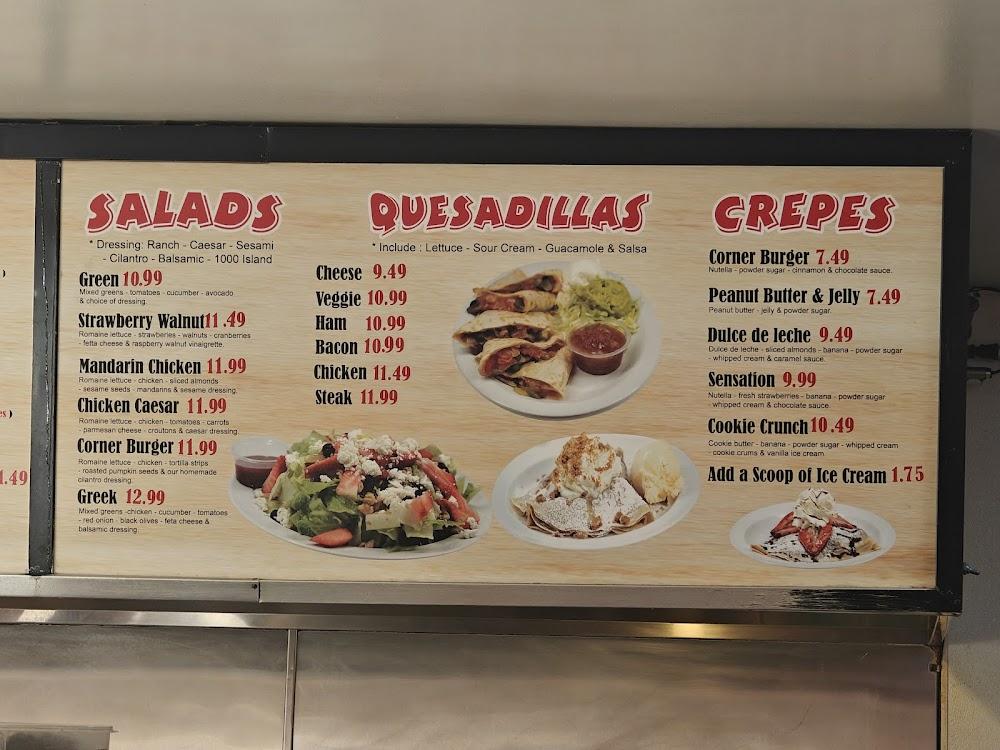 )
es )
1.49
SALADS
* Dressing: Ranch - Caesar - Sesami
- Cilantro - Balsamic - 1000 Island
Green 10.99
Mixed greens - tomatoes - cucumber - avocado
& choice of dressing.
Strawberry Walnut 11.49
Romaine lettuce - strawberries - walnuts - cranberries
- fetta cheese & raspberry walnut vinaigrette.
Mandarin Chicken 11.99
Romaine lettuce - chicken - sliced almonds
- sesame seeds - mandarins & sesame dressing.
Chicken Caesar 11.99
Romaine lettuce - chicken - tomatoes - carrots
- parmesan cheese - croutons & caesar dressing.
Corner Burger 11.99
Romaine lettuce - chicken - tortilla strips
- roasted pumpkin seeds & our homemade
cilantro dressing.
Greek 12.99
Mixed greens -chicken - cucumber - tomatoes
- red onion - black olives - feta cheese &
balsamic dressing.
QUESADILLAS
* Include : Lettuce - Sour Cream - Guacamole & Salsa
Cheese 9.49
Veggie 10.99
Ham 10.99
Bacon 10.99
Chicken 11.49
Steak 11.99
CREPES
Corner Burger 7.49
Nutella - powder sugar - cinnamon & chocolate sauce.
Peanut Butter & Jelly 7.49
Peanut butter - jelly & powder sugar.
Dulce de leche 9.49
Dulce de leche - sliced almonds - banana - powder sugar
- whipped cream & caramel sauce.
Sensation 9.99
Nutella - fresh strawberries - banana - powder sugar
- whipped cream & chocolate sauce.
Cookie Crunch 10.49
Cookie butter - banana - powder sugar - whipped cream
- cookie crums & vanilla ice cream.
Add a Scoop of Ice Cream 1.75